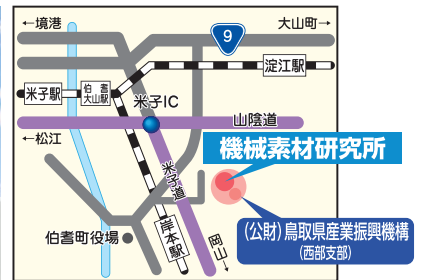 ←境港
大山町→
9
淀江駅
米子駅
伯耆
大山駅
米子IC
山陰道
←松江
機械素材研究所
米子道
(公財)鳥取県産業振興機構
(西部支部)
伯耆町役場
岸本駅
岡山→